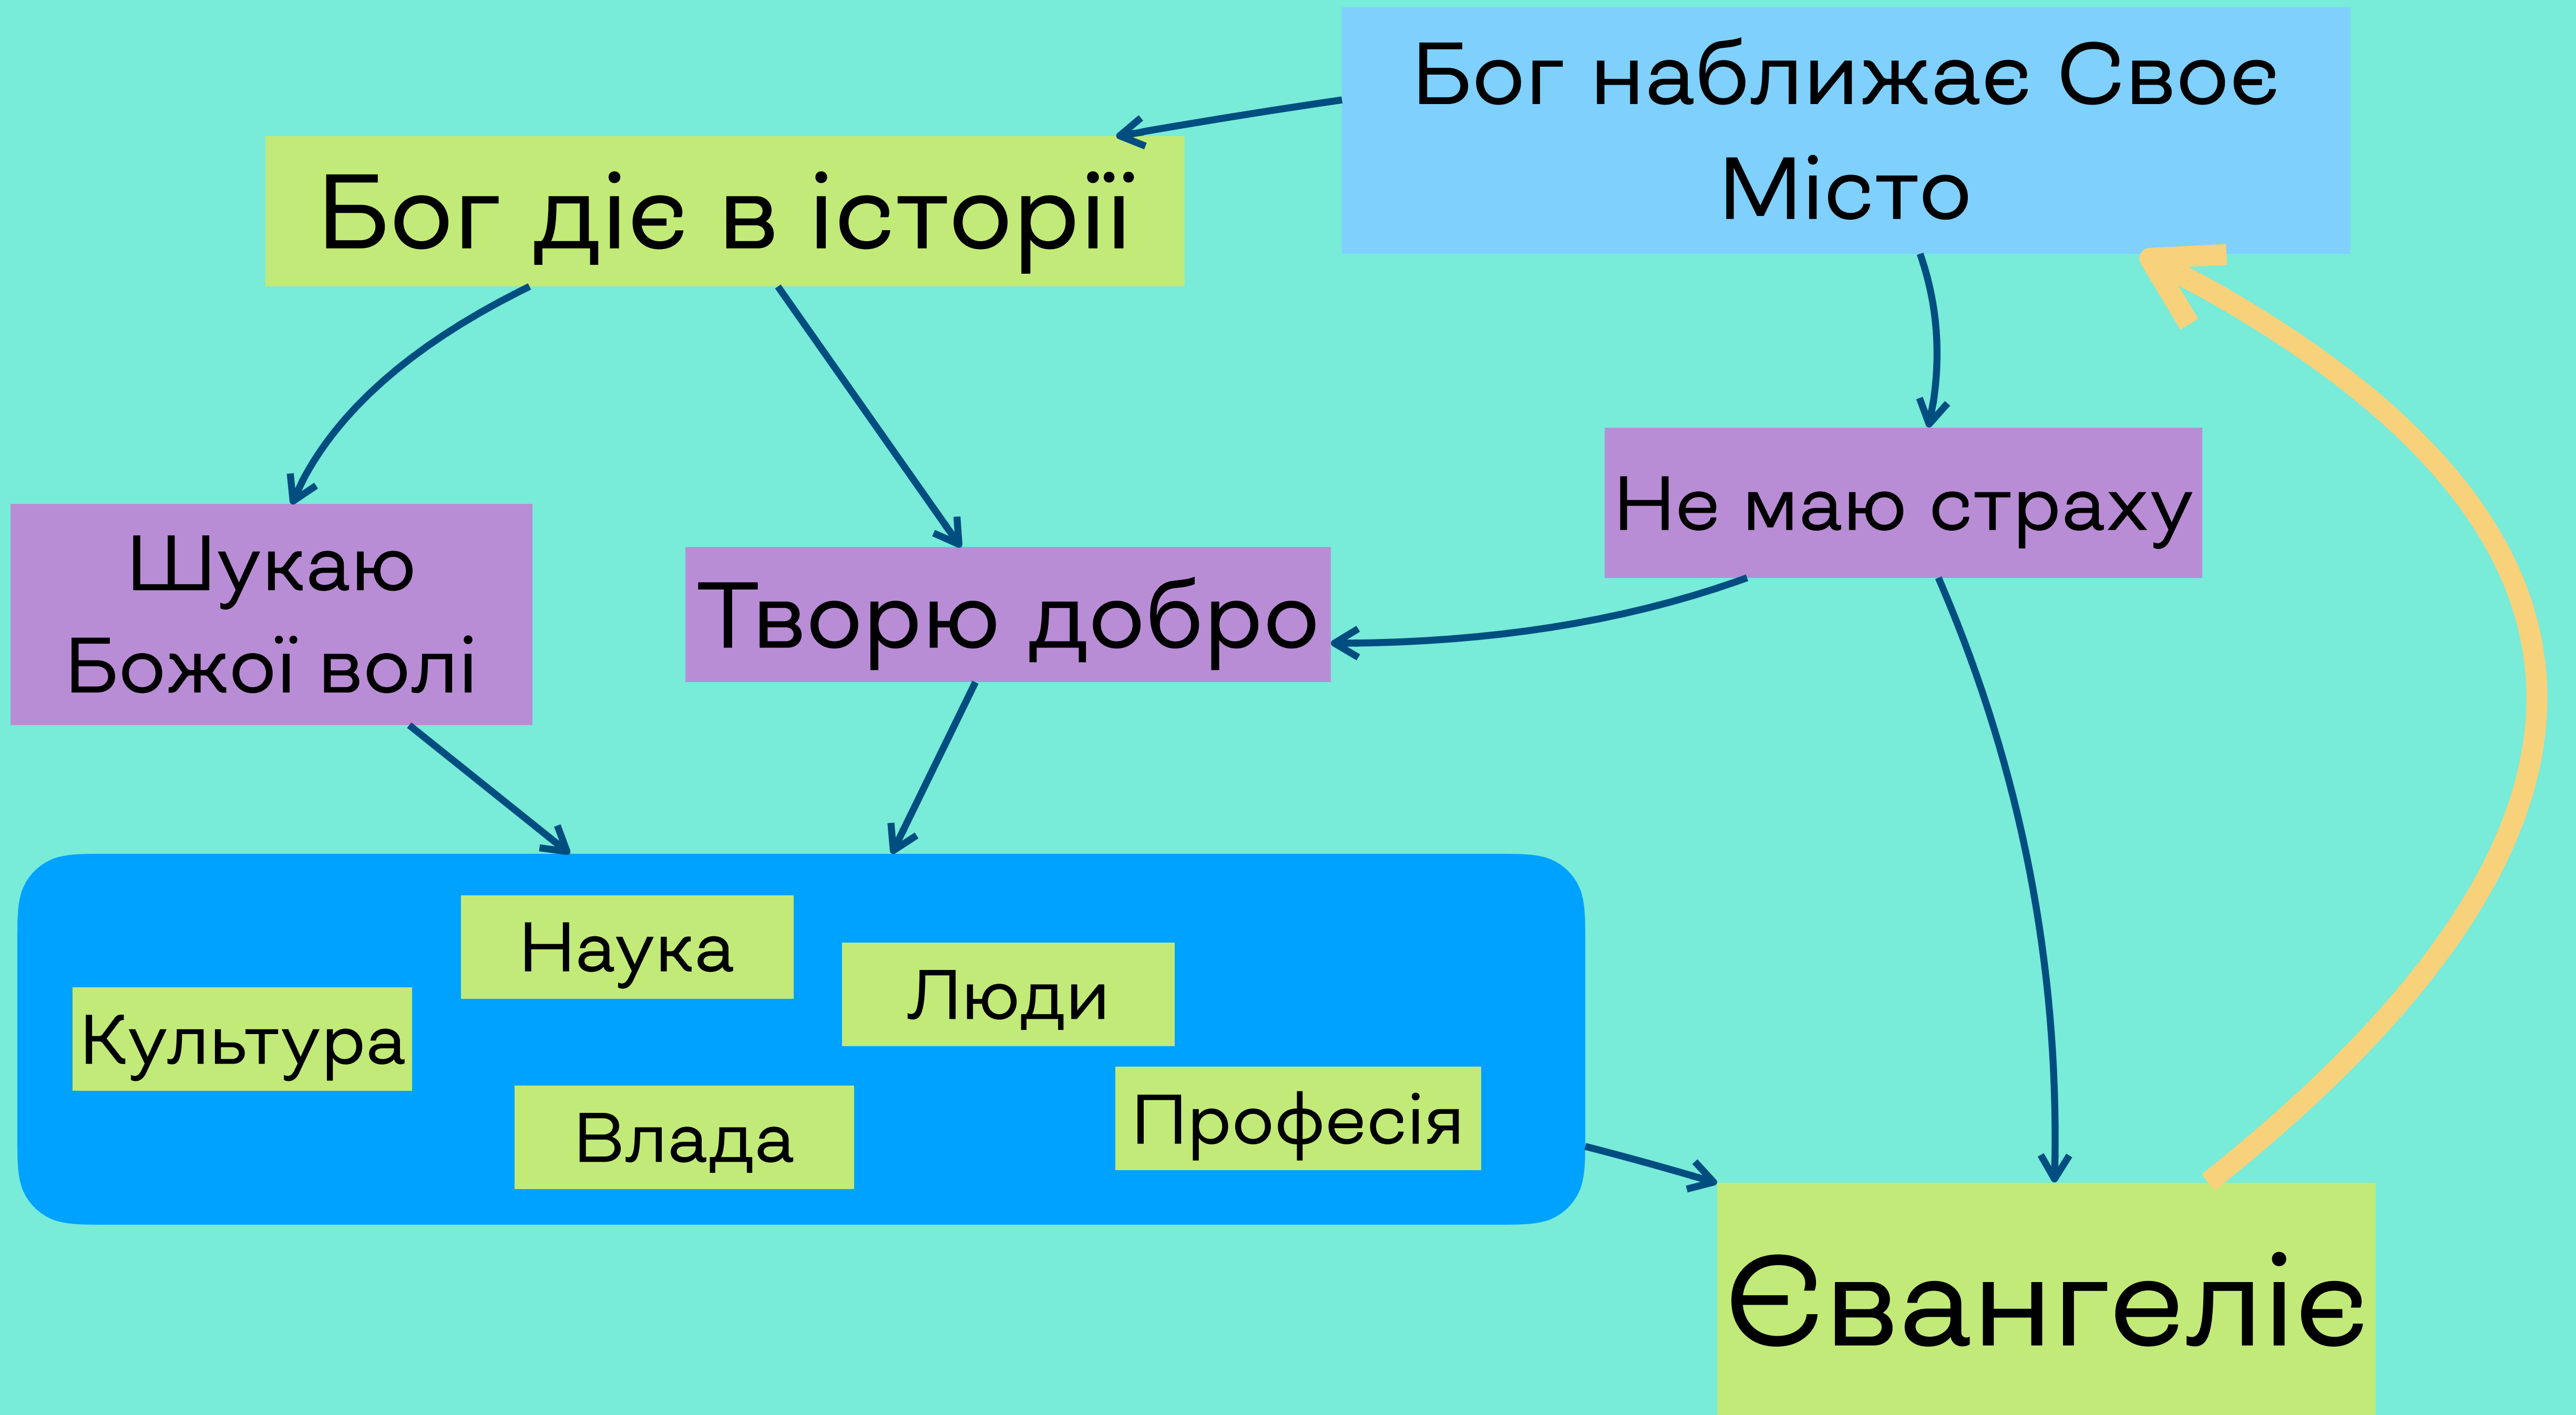 Бог наближає Своє
Місто
Бог діє в історії
Не маю страху
Шукаю
Божої волі
Творю добро
Наука
Люди
Культура
Професія
Влада
Євангеліє